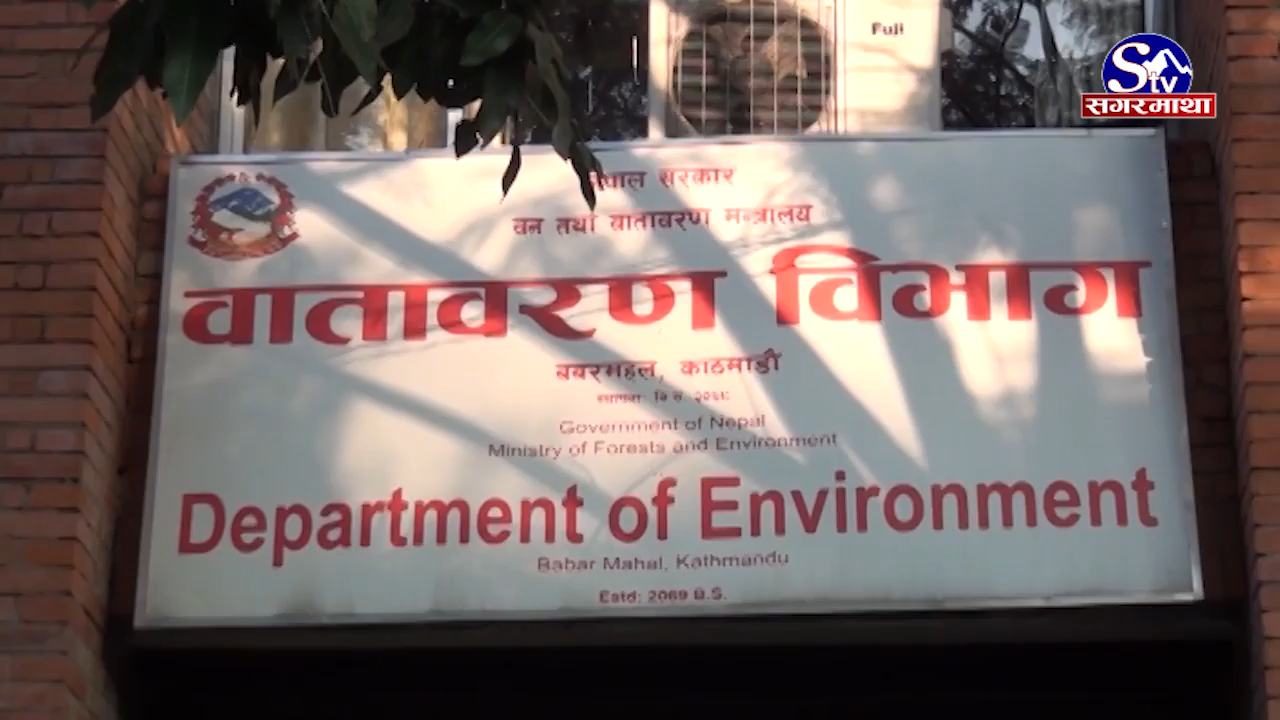 Full
S tv
सगरमाथा
नेपाल सरकार
वन तथा वातावरण मन्त्रालय
वातावरण विभाग
बबरमहल, काठमाडौं
स्थापना: वि.सं.
Government of Nepal
Ministry of Forests and Environment
Department of Environment
Babar Mahal, Kathmandu
Estd: 2069 B.S.